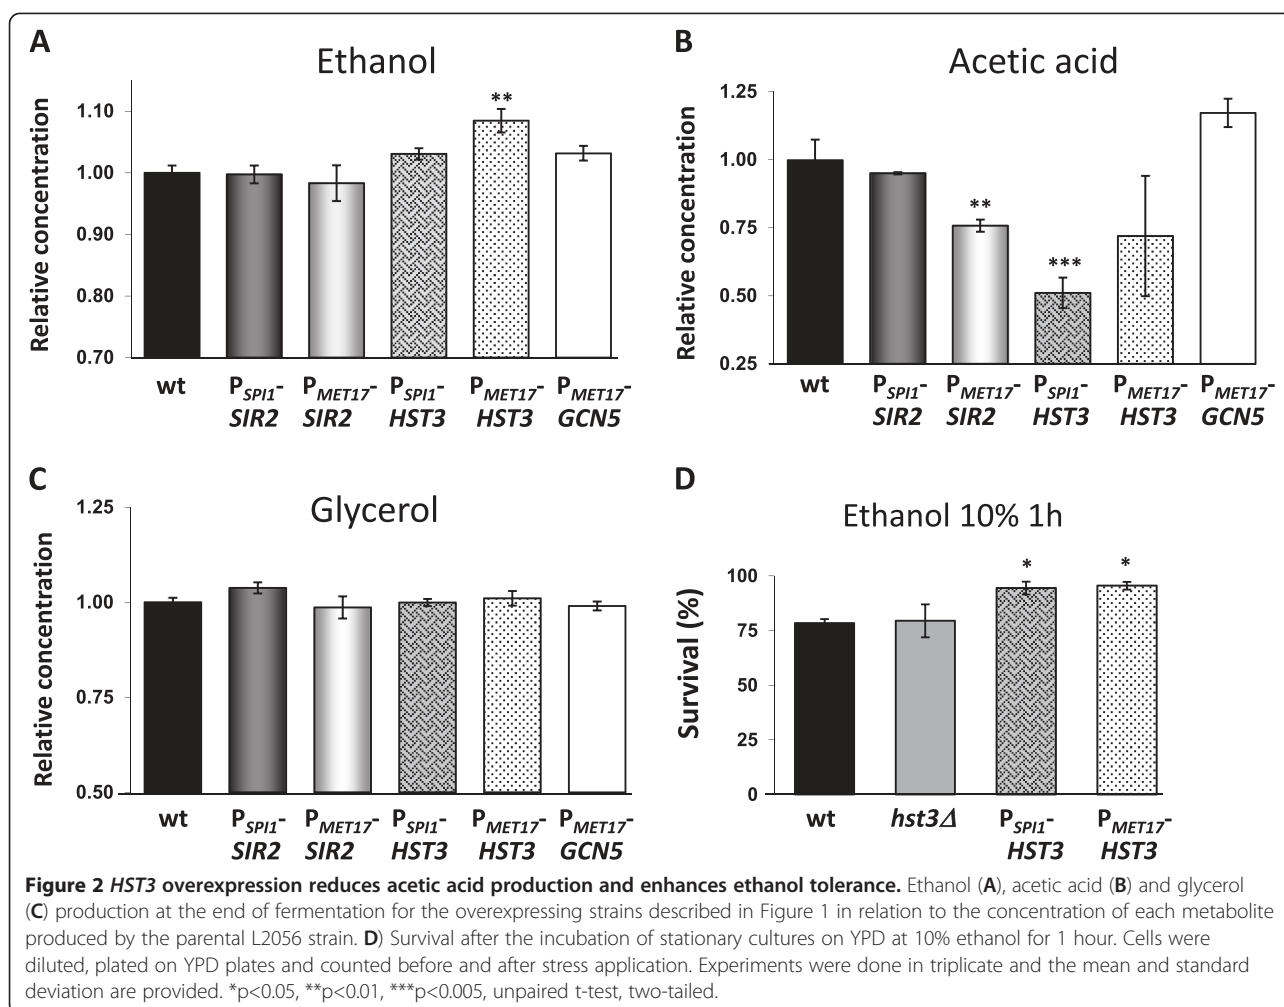 A
Ethanol
Relative concentration
1.10
1.00
0.90
0.80
0.70
**
wt
PSPI1-
SIR2
PMET17-
SIR2
PSPI1-
HST3
PMET17-
HST3
PMET17-
GCN5
B
Acetic acid
Relative concentration
1.25
1.00
0.75
0.50
0.25
**
***
wt
PSPI1-
SIR2
PMET17-
SIR2
PSPI1-
HST3
PMET17-
HST3
PMET17-
GCN5
C
Glycerol
Relative concentration
1.25
1.00
0.75
0.50
wt
PSPI1-
SIR2
PMET17-
SIR2
PSPI1-
HST3
PMET17-
HST3
PMET17-
GCN5
D
Ethanol 10% 1h
Survival (%)
100
75
50
25
0
*
*
wt
hst3Δ
PSPI1-
HST3
PMET17-
HST3
Figure 2 HST3 overexpression reduces acetic acid production and enhances ethanol tolerance. Ethanol (A), acetic acid (B) and glycerol
(C) production at the end of fermentation for the overexpressing strains described in Figure 1 in relation to the concentration of each metabolite
produced by the parental L2056 strain. D) Survival after the incubation of stationary cultures on YPD at 10% ethanol for 1 hour. Cells were
diluted, plated on YPD plates and counted before and after stress application. Experiments were done in triplicate and the mean and standard
deviation are provided. *p<0.05, **p<0.01, ***p<0.005, unpaired t-test, two-tailed.